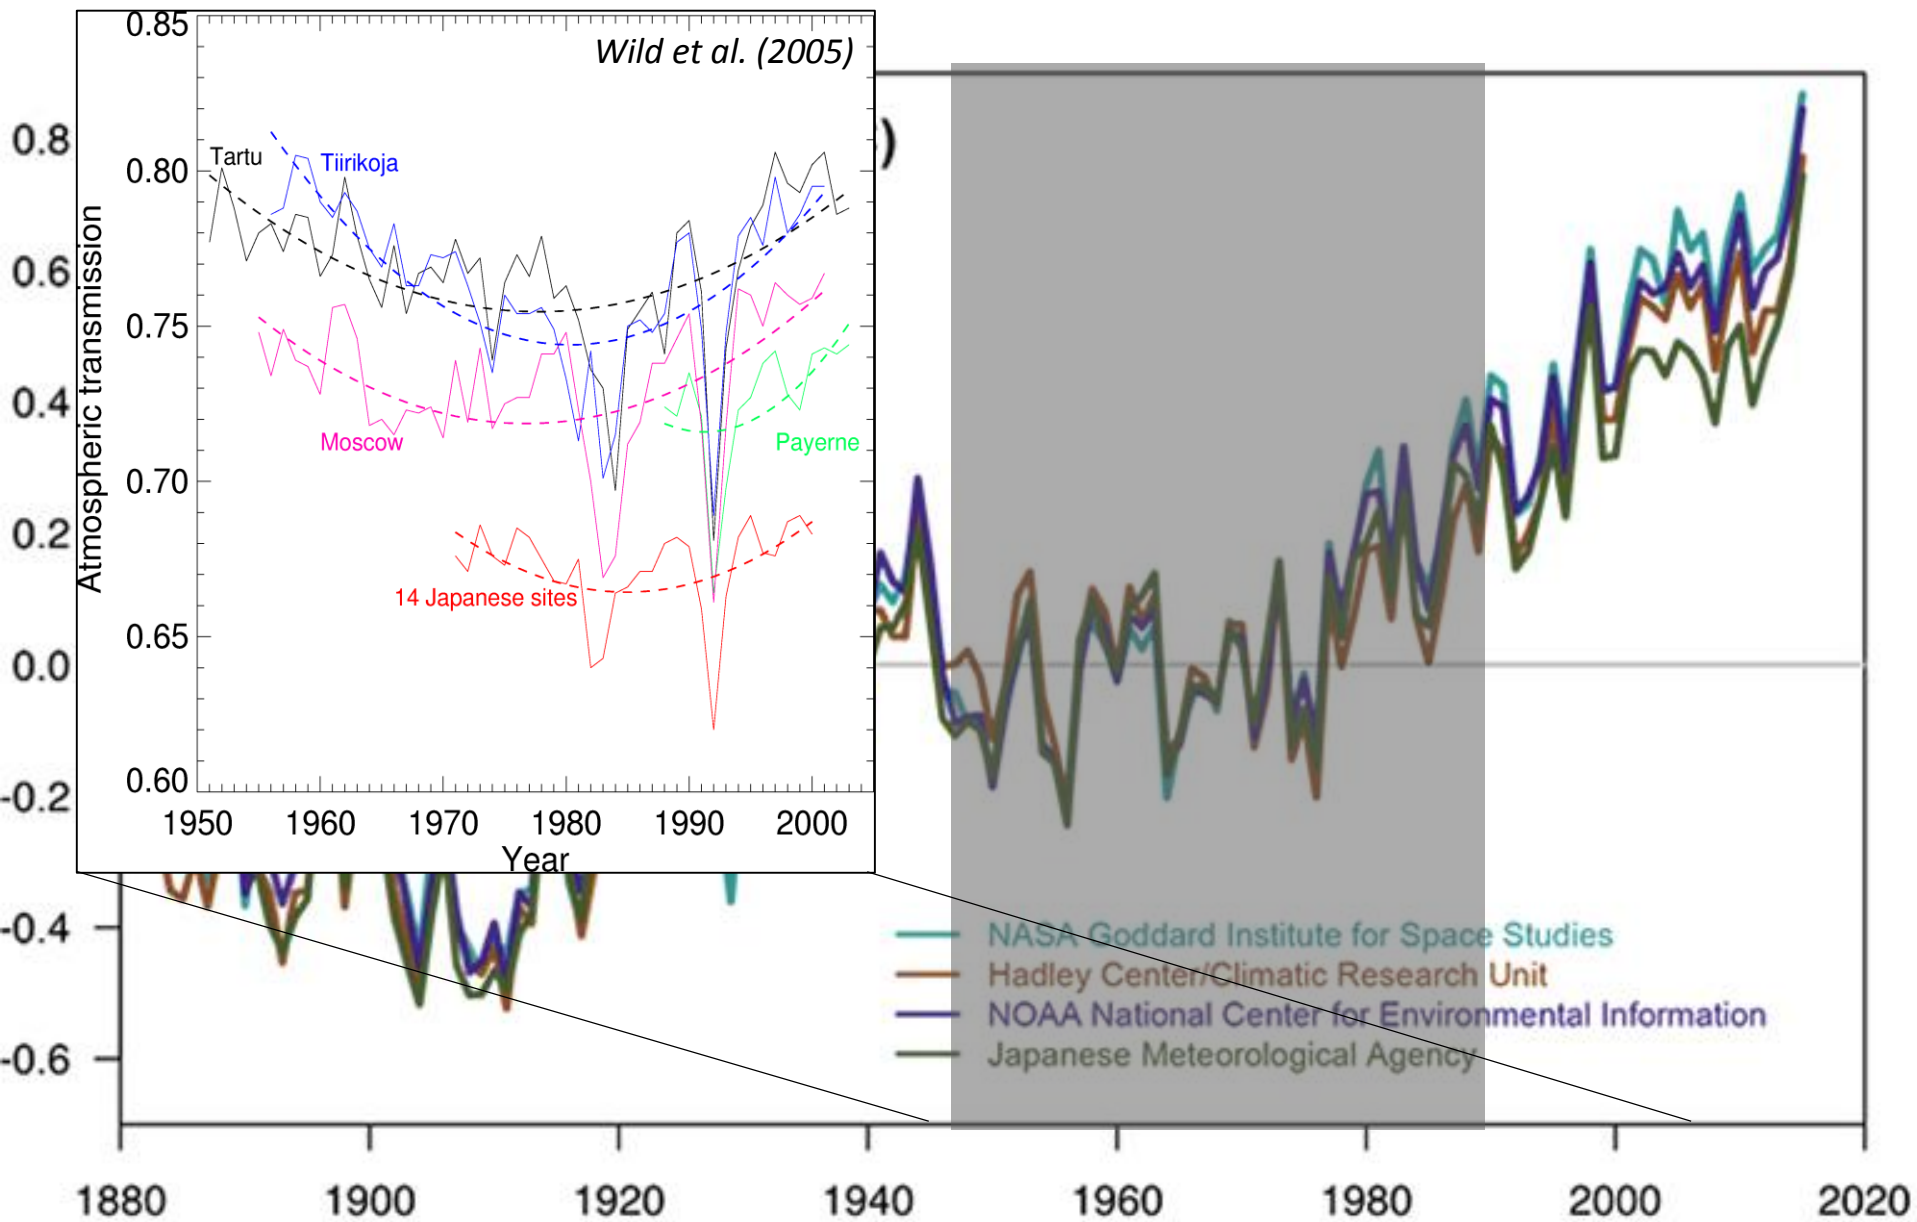 Wild et al. (2005)
0.85
0.80
0.75
0.70
0.65
0.60
Atmospheric transmission
Tartu
Tiirikoja
Moscow
Payerne
14 Japanese sites
1950 1960 1970 1980 1990 2000
Year
)
0.8
0.6
0.4
0.2
0.0
-0.2
-0.4
-0.6
NASA Goddard Institute for Space Studies
Hadley Center/Climatic Research Unit
NOAA National Center for Environmental Information
Japanese Meteorological Agency
1880 1900 1920 1940 1960 1980 2000 2020